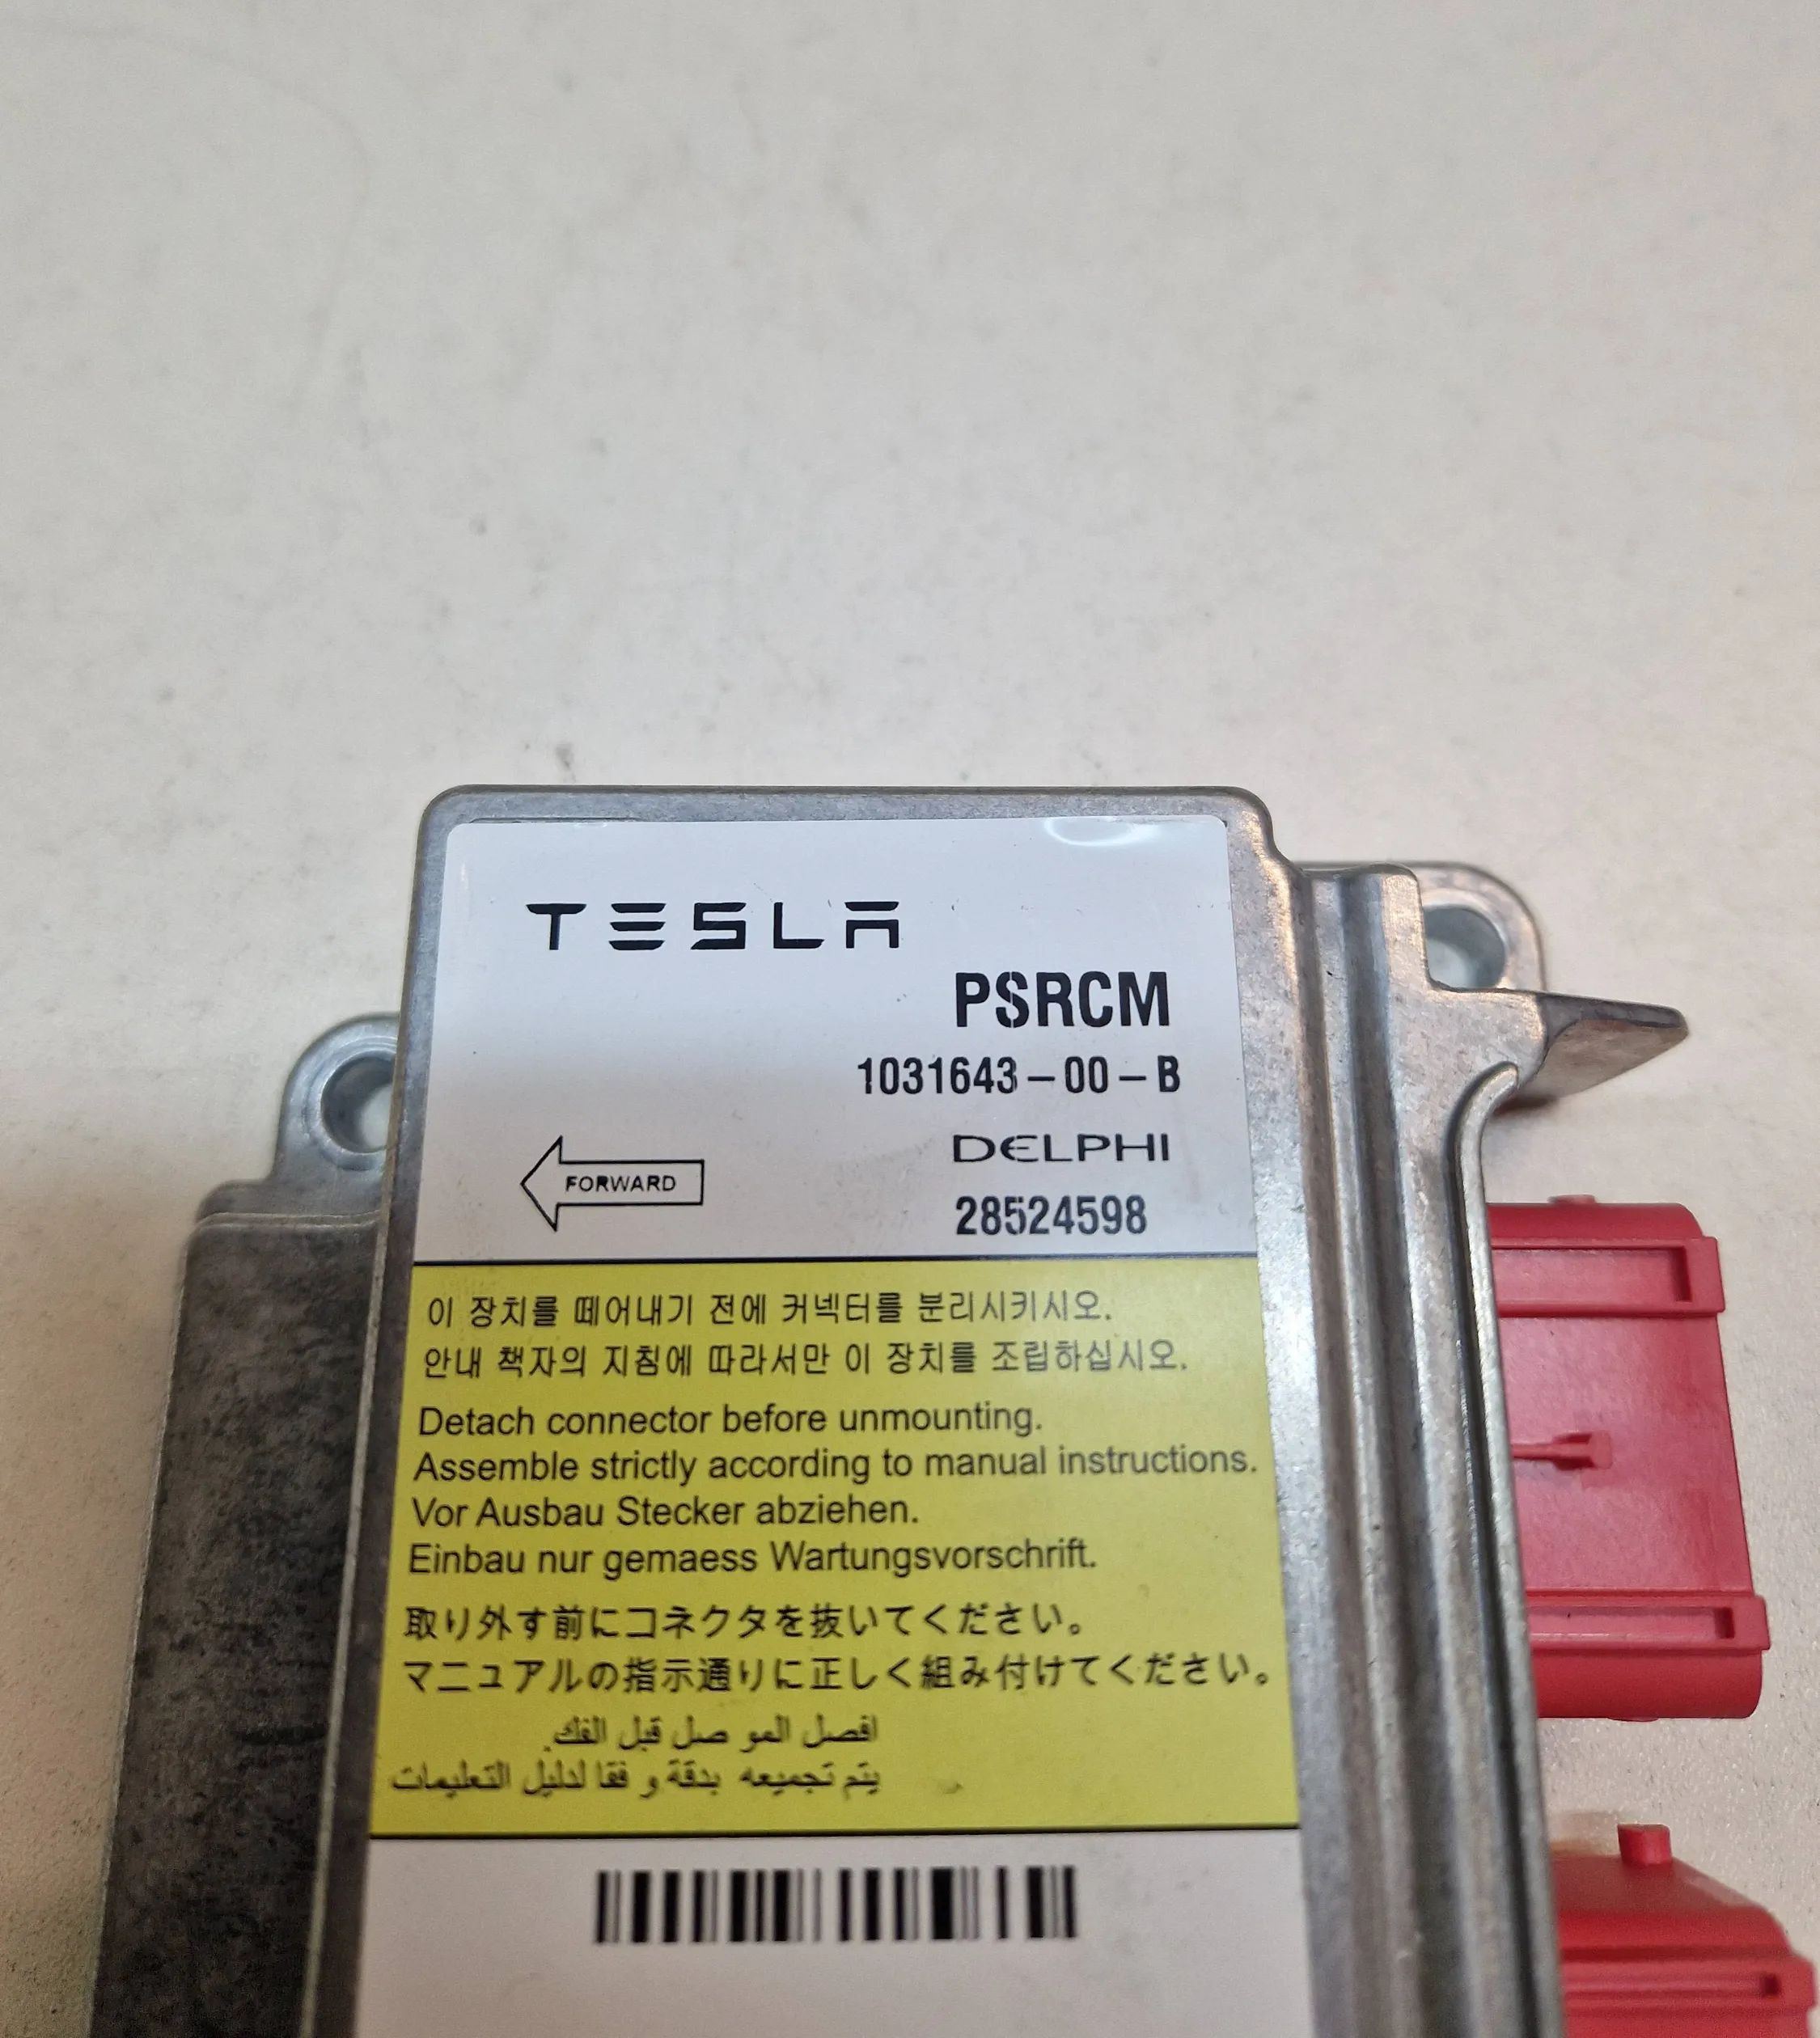 TESLA
PSRCM
1031643-00-B
DELPHI
FORWARD
28524598
이 장치를 떼어내기 전에 커넥터를 분리시키시오.
안내 책자의 지침에 따라서만 이 장치를 조립하십시오.
Detach connector before unmounting.
Assemble strictly according to manual instructions.
Vor Ausbau Stecker abziehen.
Einbau nur gemaess Wartungsvorschrift.
取り外す前にコネクタを抜いてください。
マニュアルの指示通りに正しく組み付けてください。
افصل المو صل قبل الفك.
يتم تجميعه بدقة و فقا لدليل التعليمات